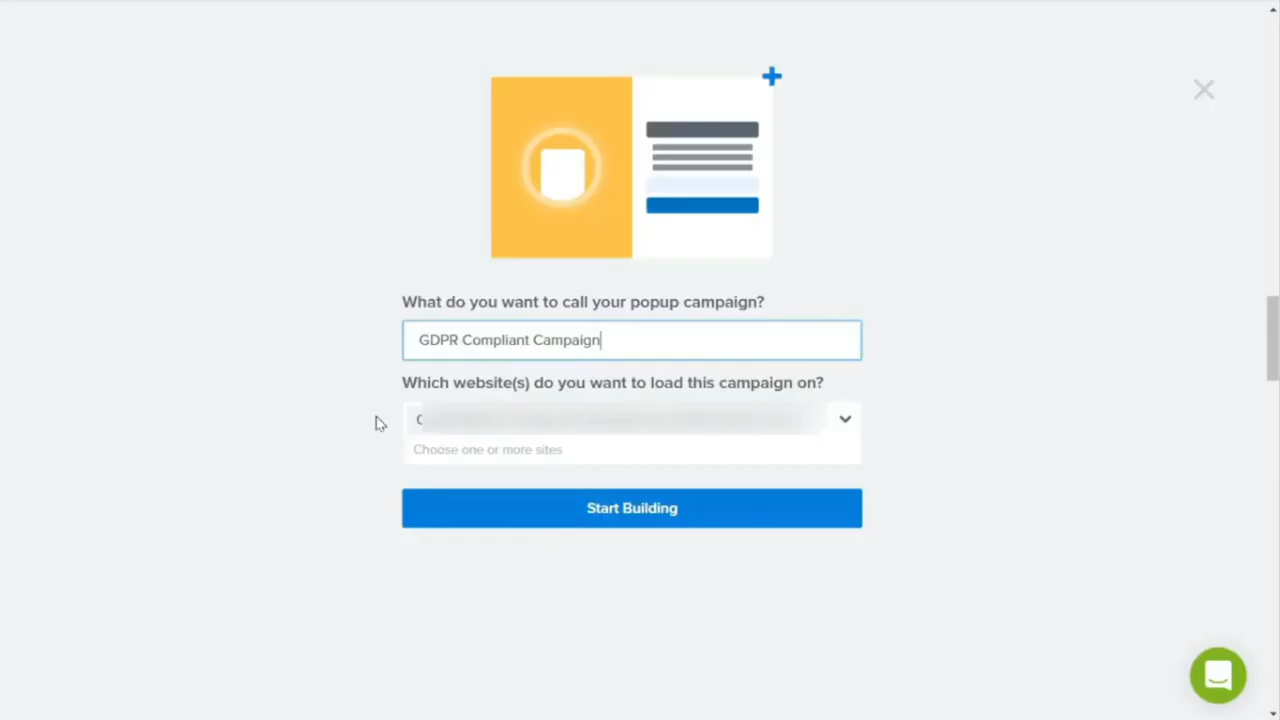 What do you want to call your popup campaign?
GDPR Compliant Campaign
Which website(s) do you want to load this campaign on?
Choose one or more sites
Start Building